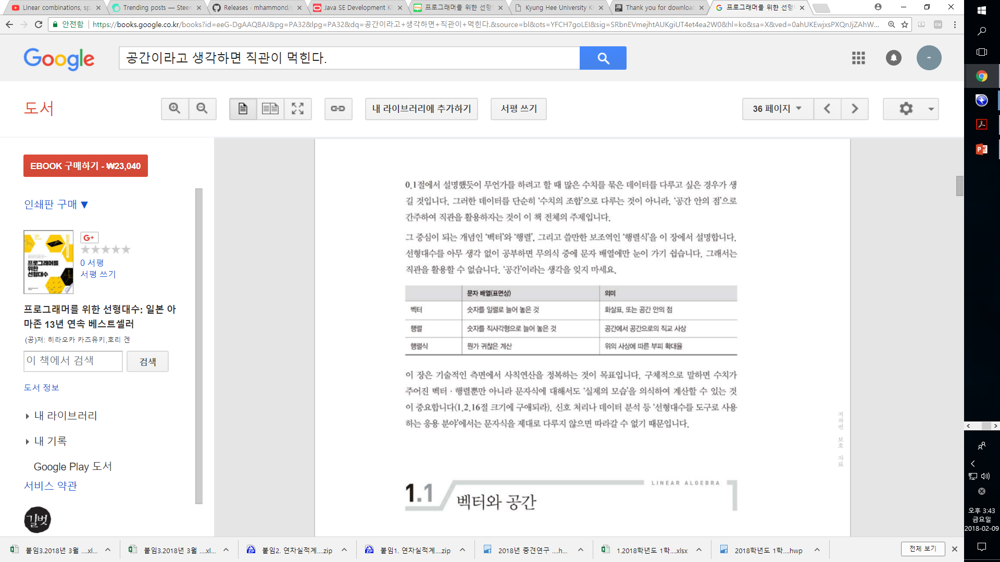 Linear combinations, spa
Trending posts — Steem
Releases · mhammond/p
Java SE Development Ki
프로그래머를 위한 선형
Kyung Hee University Kh
Thank you for download
프로그래머를 위한 선형대
안전함 https://books.google.co.kr/books?id=eeG-DgAAQBAJ&pg=PA32&lpg=PA32&dq=공간이라고+생각하면+직관이+먹힌다.&source=bl&ots=YFCH7goLEI&sig=SRbnEVmejhtAUKgiUT4et4ea2W0&hl=ko&sa=X&ved=0ahUKEwjxsPXQnJjZAhW...
Google 공간이라고 생각하면 직관이 먹힌다.
도서 내 라이브러리에 추가하기 서평 쓰기 36 페이지
EBOOK 구매하기 - ₩23,040
인쇄판 구매 ▼
G+
0 서평
서평 쓰기
프로그래머를
위한
선형대수
프로그래머를 위한 선형대수: 일본 아
마존 13년 연속 베스트셀러
(공)저: 히라오카 카즈유키,호리 겐
이 책에서 검색 검색
도서 정보
내 라이브러리
내 기록
Google Play 도서
서비스 약관
길벗
0.1절에서 설명했듯이 무언가를 하려고 할 때 많은 수치를 묶은 데이터를 다루고 싶은 경우가 생
길 것입니다. 그러한 데이터를 단순히 ‘수치의 조합’으로 다루는 것이 아니라, ‘공간 안의 점’으로
간주하여 직관을 활용하자는 것이 이 책 전체의 주제입니다.
그 중심이 되는 개념인 ‘벡터’와 ‘행렬’, 그리고 쓸만한 보조역인 ‘행렬식’을 이 장에서 설명합니다.
선형대수를 아무 생각 없이 공부하면 무의식 중에 문자 배열에만 눈이 가기 쉽습니다. 그래서는
직관을 활용할 수 없습니다. ‘공간’이라는 생각을 잊지 마세요.
문자 배열(표면상) 의미
벡터 숫자를 일렬로 늘어 놓은 것 화살표, 또는 공간 안의 점
행렬 숫자를 직사각형으로 늘어 놓은 것 공간에서 공간으로의 직교 사상
행렬식 뭔가 귀찮은 계산 위의 사상에 따른 부피 확대율
이 장은 기술적인 측면에서 사칙연산을 정복하는 것이 목표입니다. 구체적으로 말하면 수치가
주어진 벡터 · 행렬뿐만 아니라 문자식에 대해서도 ‘실제의 모습’을 의식하여 계산할 수 있는 것
이 중요합니다(1.2.16절 크기에 구애되라). 신호 처리나 데이터 분석 등 ‘선형대수를 도구로 사용
하는 응용 분야’에서는 문자식을 제대로 다루지 않으면 따라갈 수 없기 때문입니다.
저작권 보호 자료
LINEAR ALGEBRA
1.1 벡터와 공간
오후 3:43
금요일
2018-02-09
붙임3.2018년 3월 ....xl...
붙임3.2018년 3월 ....xl...
붙임2. 연차실적계....zip
붙임1. 연차실적계....zip
2018년 중견연구 ....h...
1.2018학년도 1학....xlsx
2018학년도 1학....hwp
전체 보기